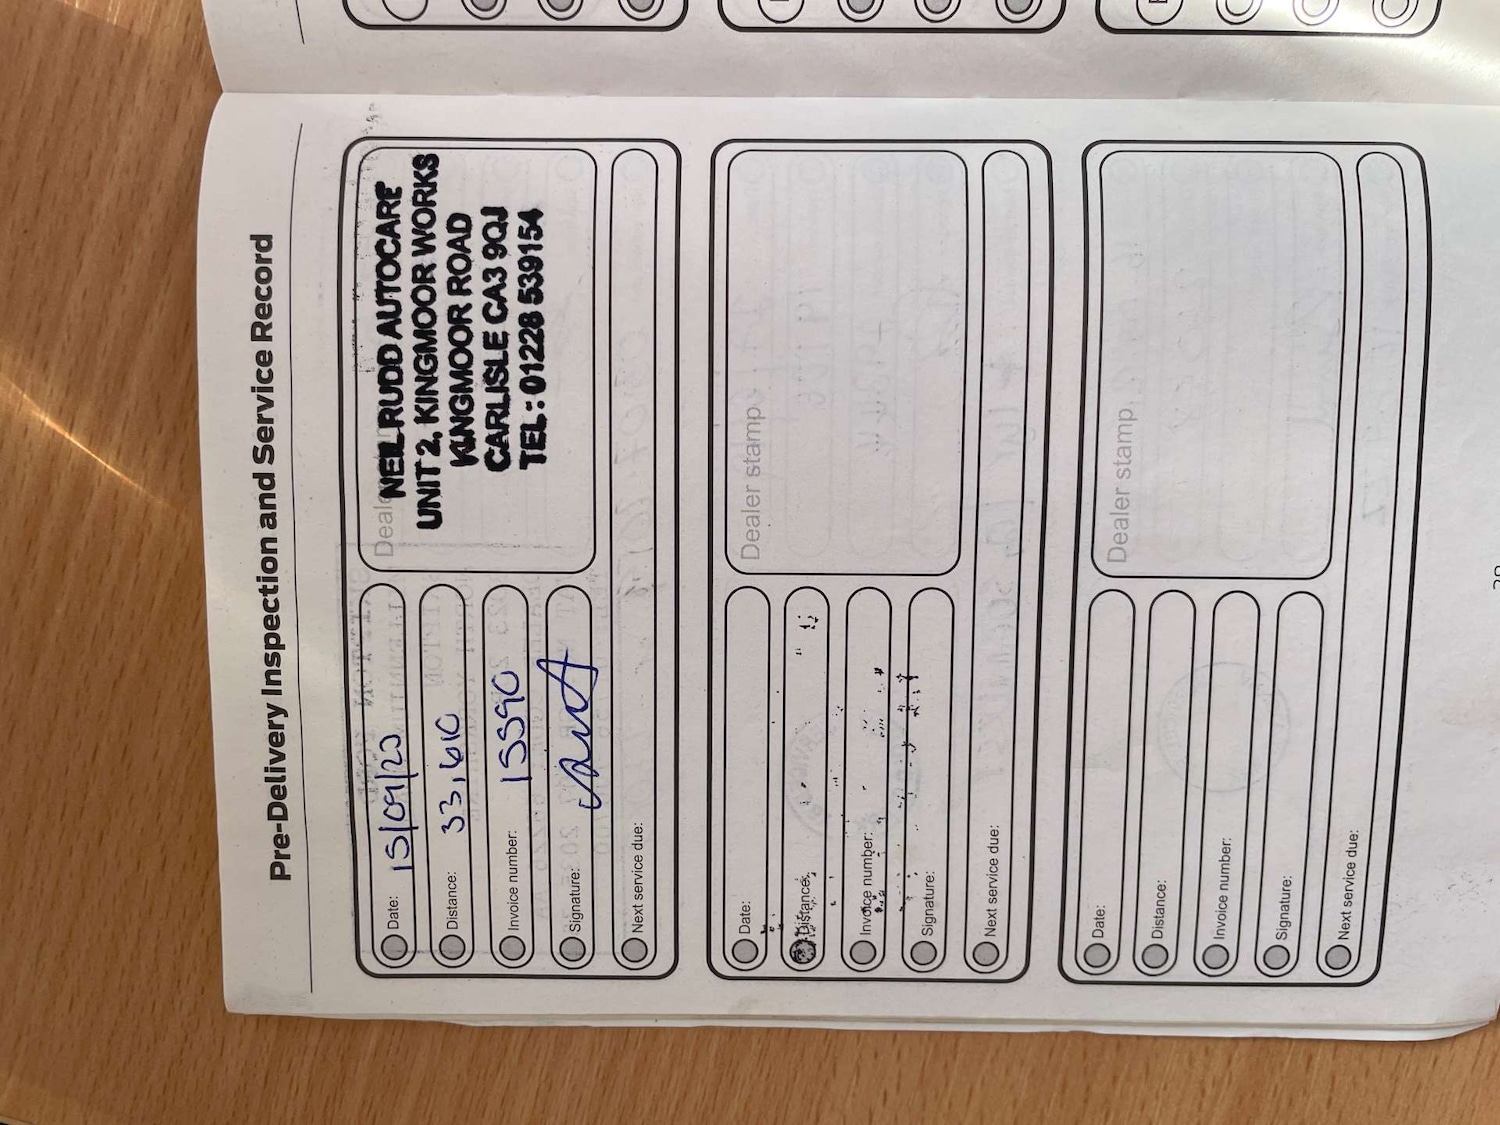 Pre-Delivery Inspection and Service Record
Date: 15/09/23
Distance: 33,610
Invoice number: 15590
Signature:
Next service due:
NEIL RUDD AUTOCARE
UNIT 2, KINGMOOR WORKS
KINGMOOR ROAD
CARLISLE CA3 9QJ
TEL: 01228 539154
Date:
Distance:
Invoice number:
Signature:
Next service due:
Dealer stamp
Date:
Distance:
Invoice number:
Signature:
Next service due:
Dealer stamp